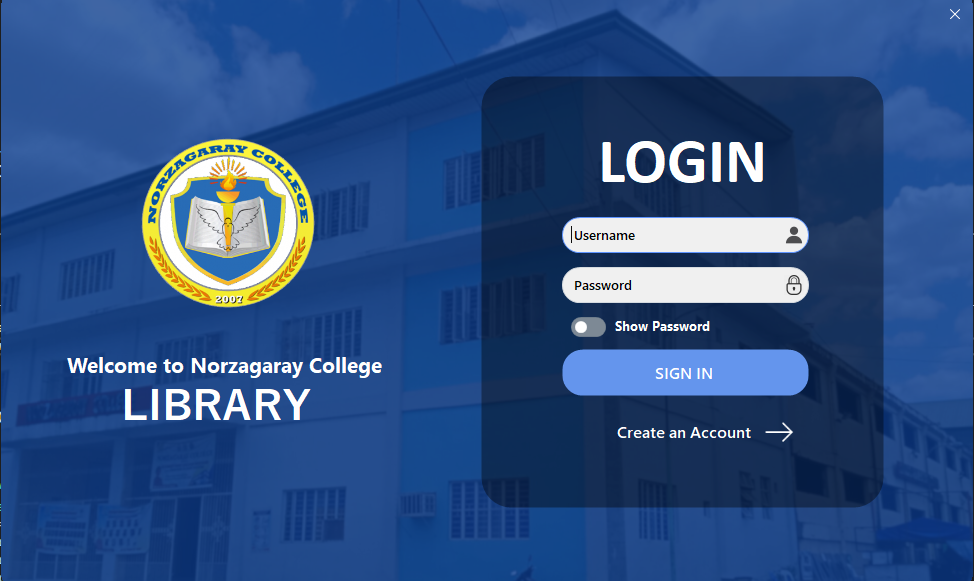 NORZAGARAY COLLEGE
2007
Welcome to Norzagaray College
LIBRARY
LOGIN
Username
Password
Show Password
SIGN IN
Create an Account